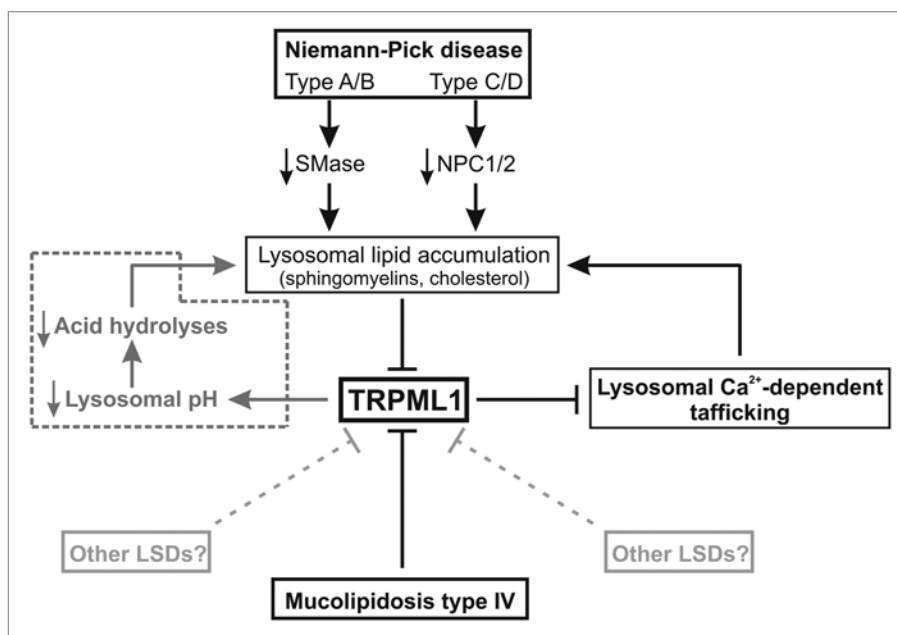 Niemann-Pick disease
Type A/B Type C/D
↓SMase ↓NPC1/2
Lysosomal lipid accumulation
(sphingomyelins, cholesterol)
↓Acid hydrolyses
↓Lysosomal pH
TRPML1
Lysosomal Ca²⁺-dependent
tafficking
Other LSDs? Other LSDs?
Mucolipidosis type IV